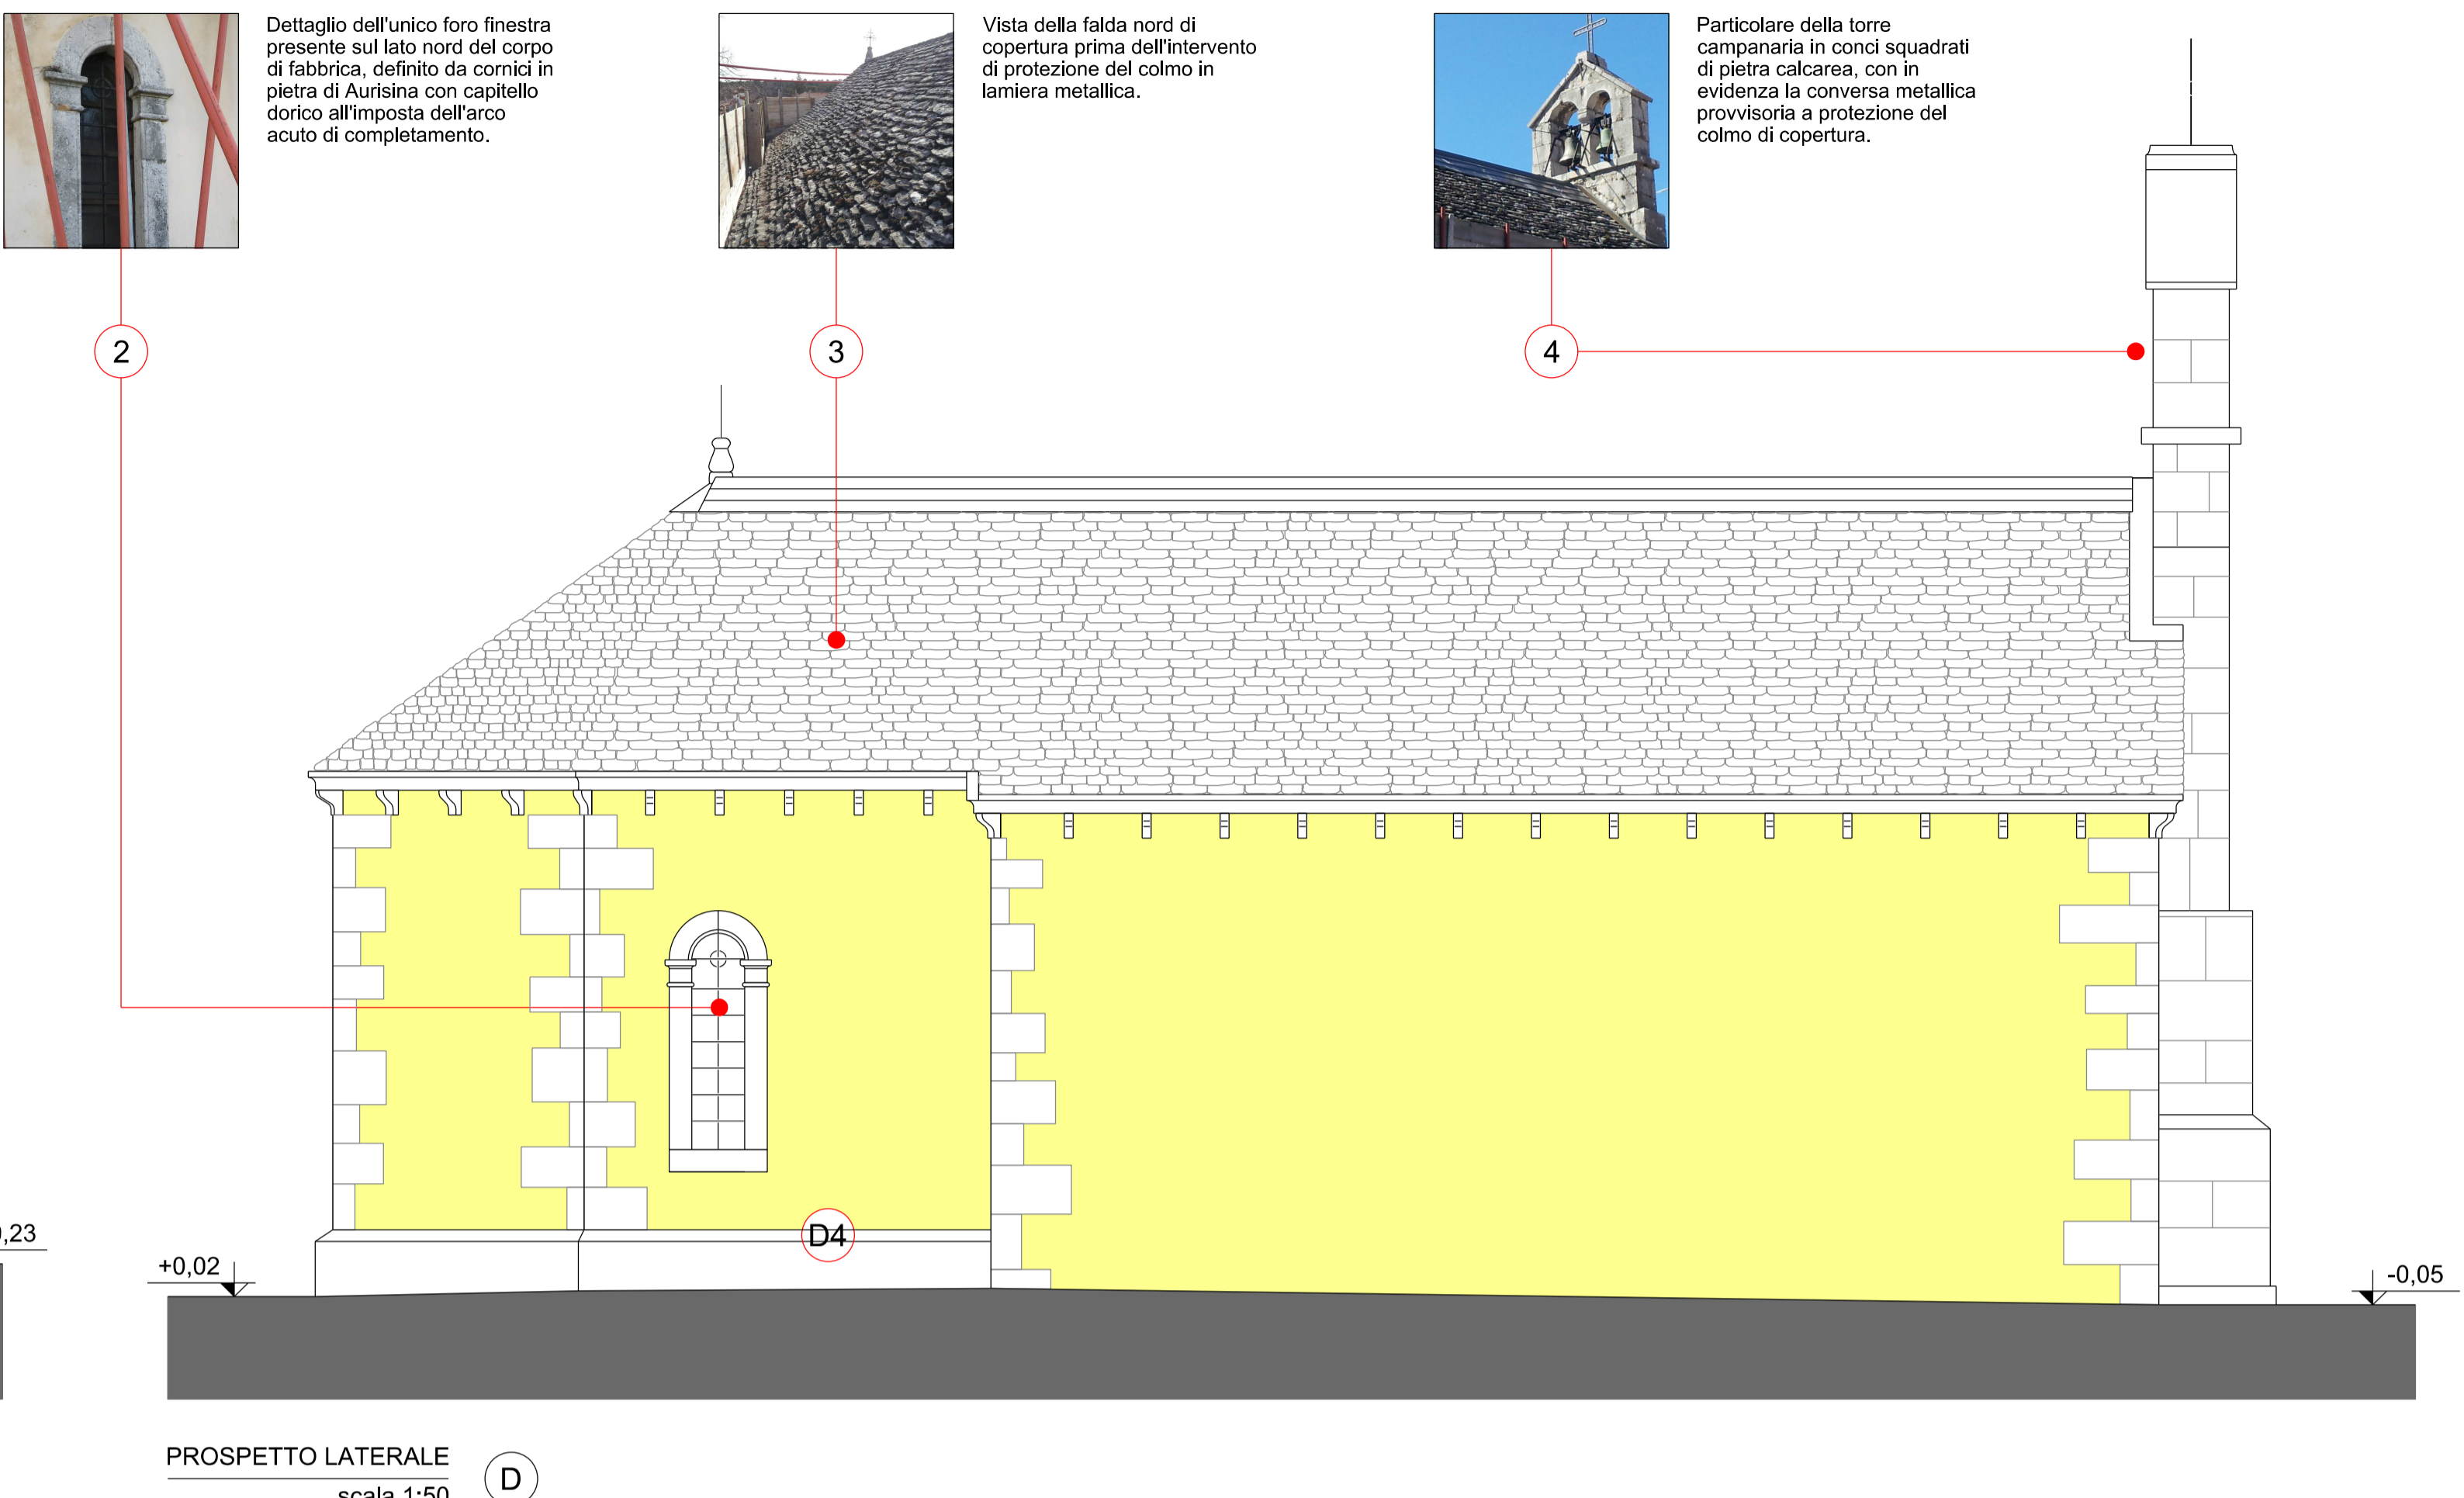 Dettaglio dell'unico foro finestra
presente sul lato nord del corpo
di fabbrica, definito da cornici in
pietra di Aurisina con capitello
dorico all'imposta dell'arco
acuto di completamento.
Vista della falda nord di
copertura prima dell'intervento
di protezione del colmo in
lamiera metallica.
Particolare della torre
campanaria in conci squadrati
di pietra calcarea, con in
evidenza la conversa metallica
provvisoria a protezione del
colmo di copertura.
2
3
4
D4
,23
+0,02
-0,05
PROSPETTO LATERALE
scala 1:50
D